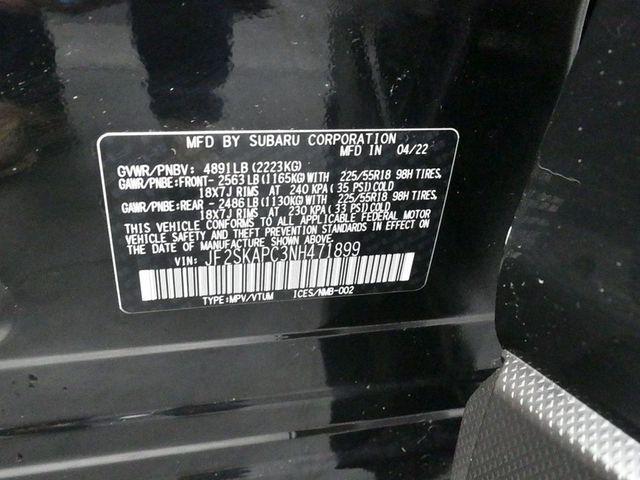 MFD BY SUBARU CORPORATION
MFD IN 04/22
GVWR/PNBV: 4891LB(2223KG)
GAWR/PNBE:FRONT- 2563LB(1165KG)WITH 225/55R18 98H TIRES,
18X7J RIMS AT 240 KPA(35 PSI)COLD
GAWR/PNBE:REAR - 2486LB(1130KG)WITH 225/55R18 98H TIRES,
18X7J RIMS AT 230 KPA(33 PSI)COLD
THIS VEHICLE CONFORMS TO ALL APPLICABLE FEDERAL MOTOR
VEHICLE SAFETY AND THEFT PREVENTION STANDARDS IN EFFECT
ON THE DATE OF MANUFACTURE SHOWN ABOVE.
VIN: JF2SKAPC3NH471899
TYPE:MPV/VTUM ICES/NMB-002